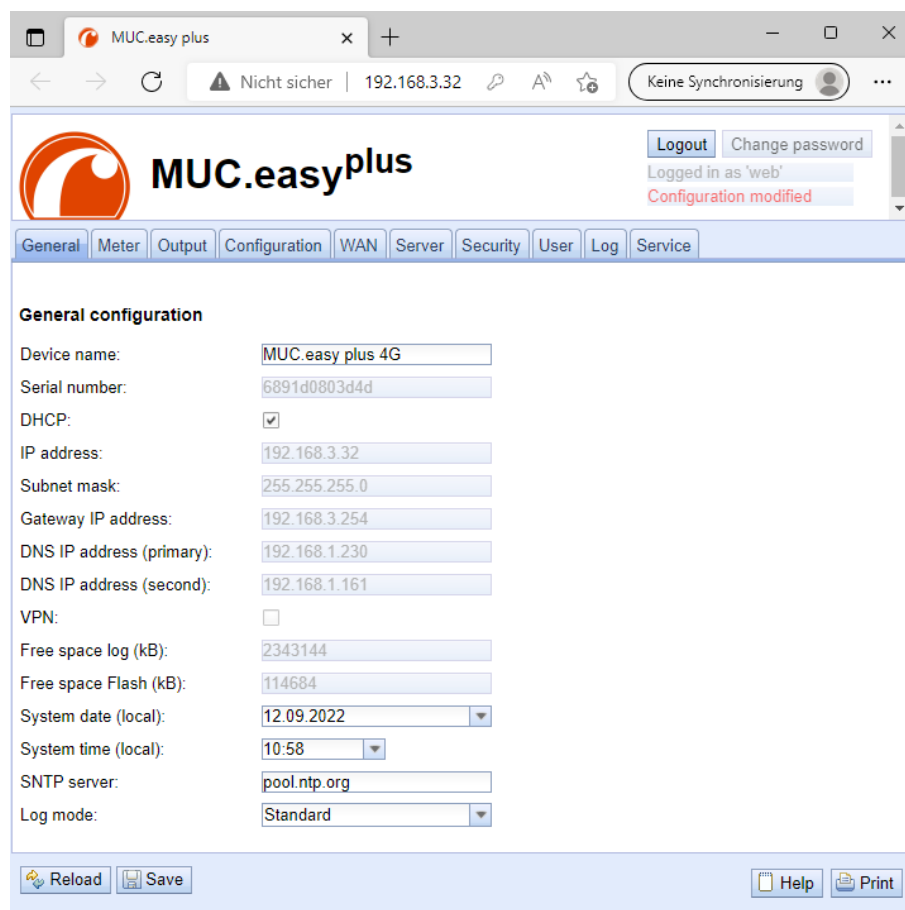 MUC.easy plus
Nicht sicher 192.168.3.32 Keine Synchronisierung
MUC.easyplus
Logout Change password
Logged in as 'web'
Configuration modified
General Meter Output Configuration WAN Server Security User Log Service
General configuration
Device name: MUC.easy plus 4G
Serial number: 6891d0803d4d
DHCP:
IP address: 192.168.3.32
Subnet mask: 255.255.255.0
Gateway IP address: 192.168.3.254
DNS IP address (primary): 192.168.1.230
DNS IP address (second): 192.168.1.161
VPN:
Free space log (kB): 2343144
Free space Flash (kB): 114684
System date (local): 12.09.2022
System time (local): 10:58
SNTP server: pool.ntp.org
Log mode: Standard
Reload Save Help Print